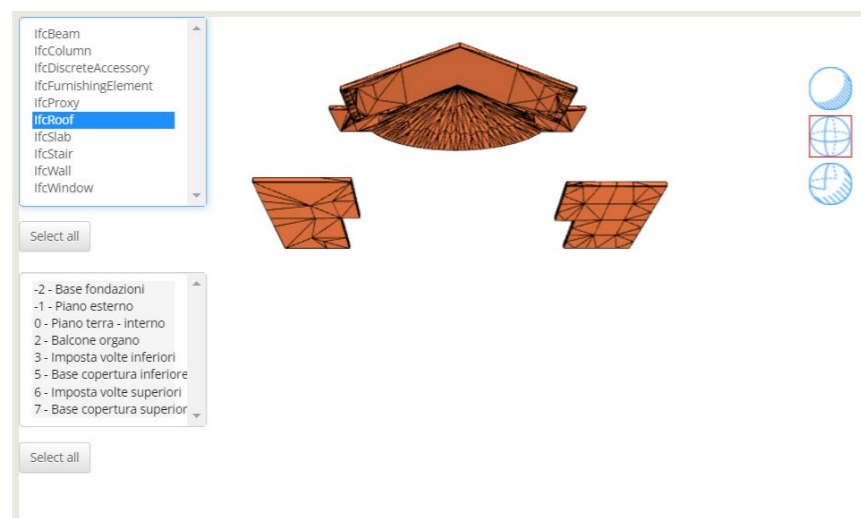 IfcBeam
IfcColumn
IfcDiscreteAccessory
IfcFurnishingElement
IfcProxy
IfcRoof
IfcSlab
IfcStair
IfcWall
IfcWindow
Select all
-2 - Base fondazioni
-1 - Piano esterno
0 - Piano terra - interno
2 - Balcone organo
3 - Imposta volte inferiori
5 - Base copertura inferiore
6 - Imposta volte superiori
7 - Base copertura superior
Select all